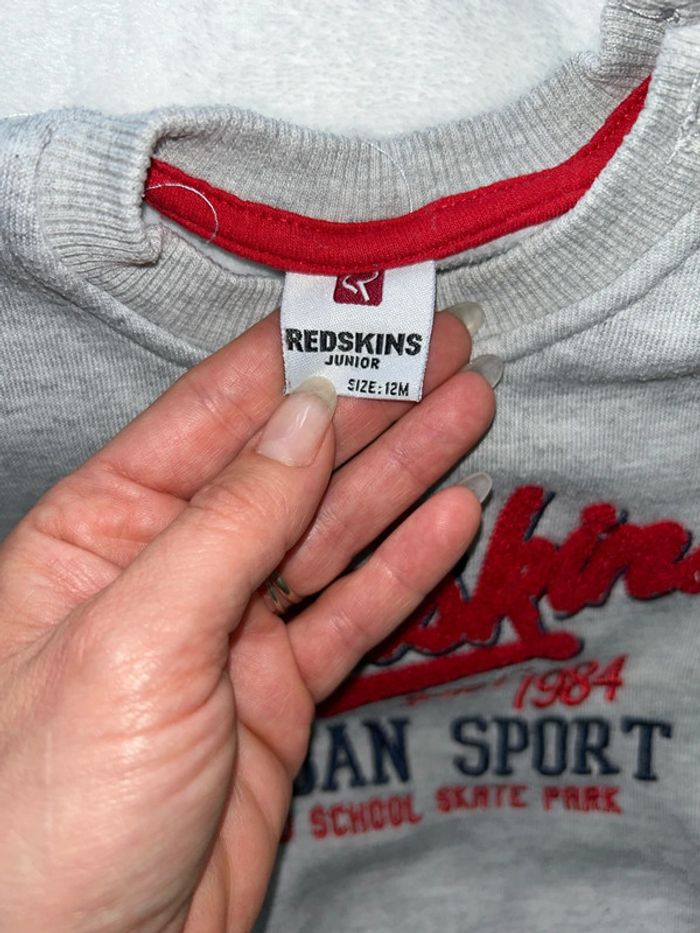 REDSKINS
JUNIOR
SIZE: 12M
1984
SPORT
SCHOOL SKATE PARK